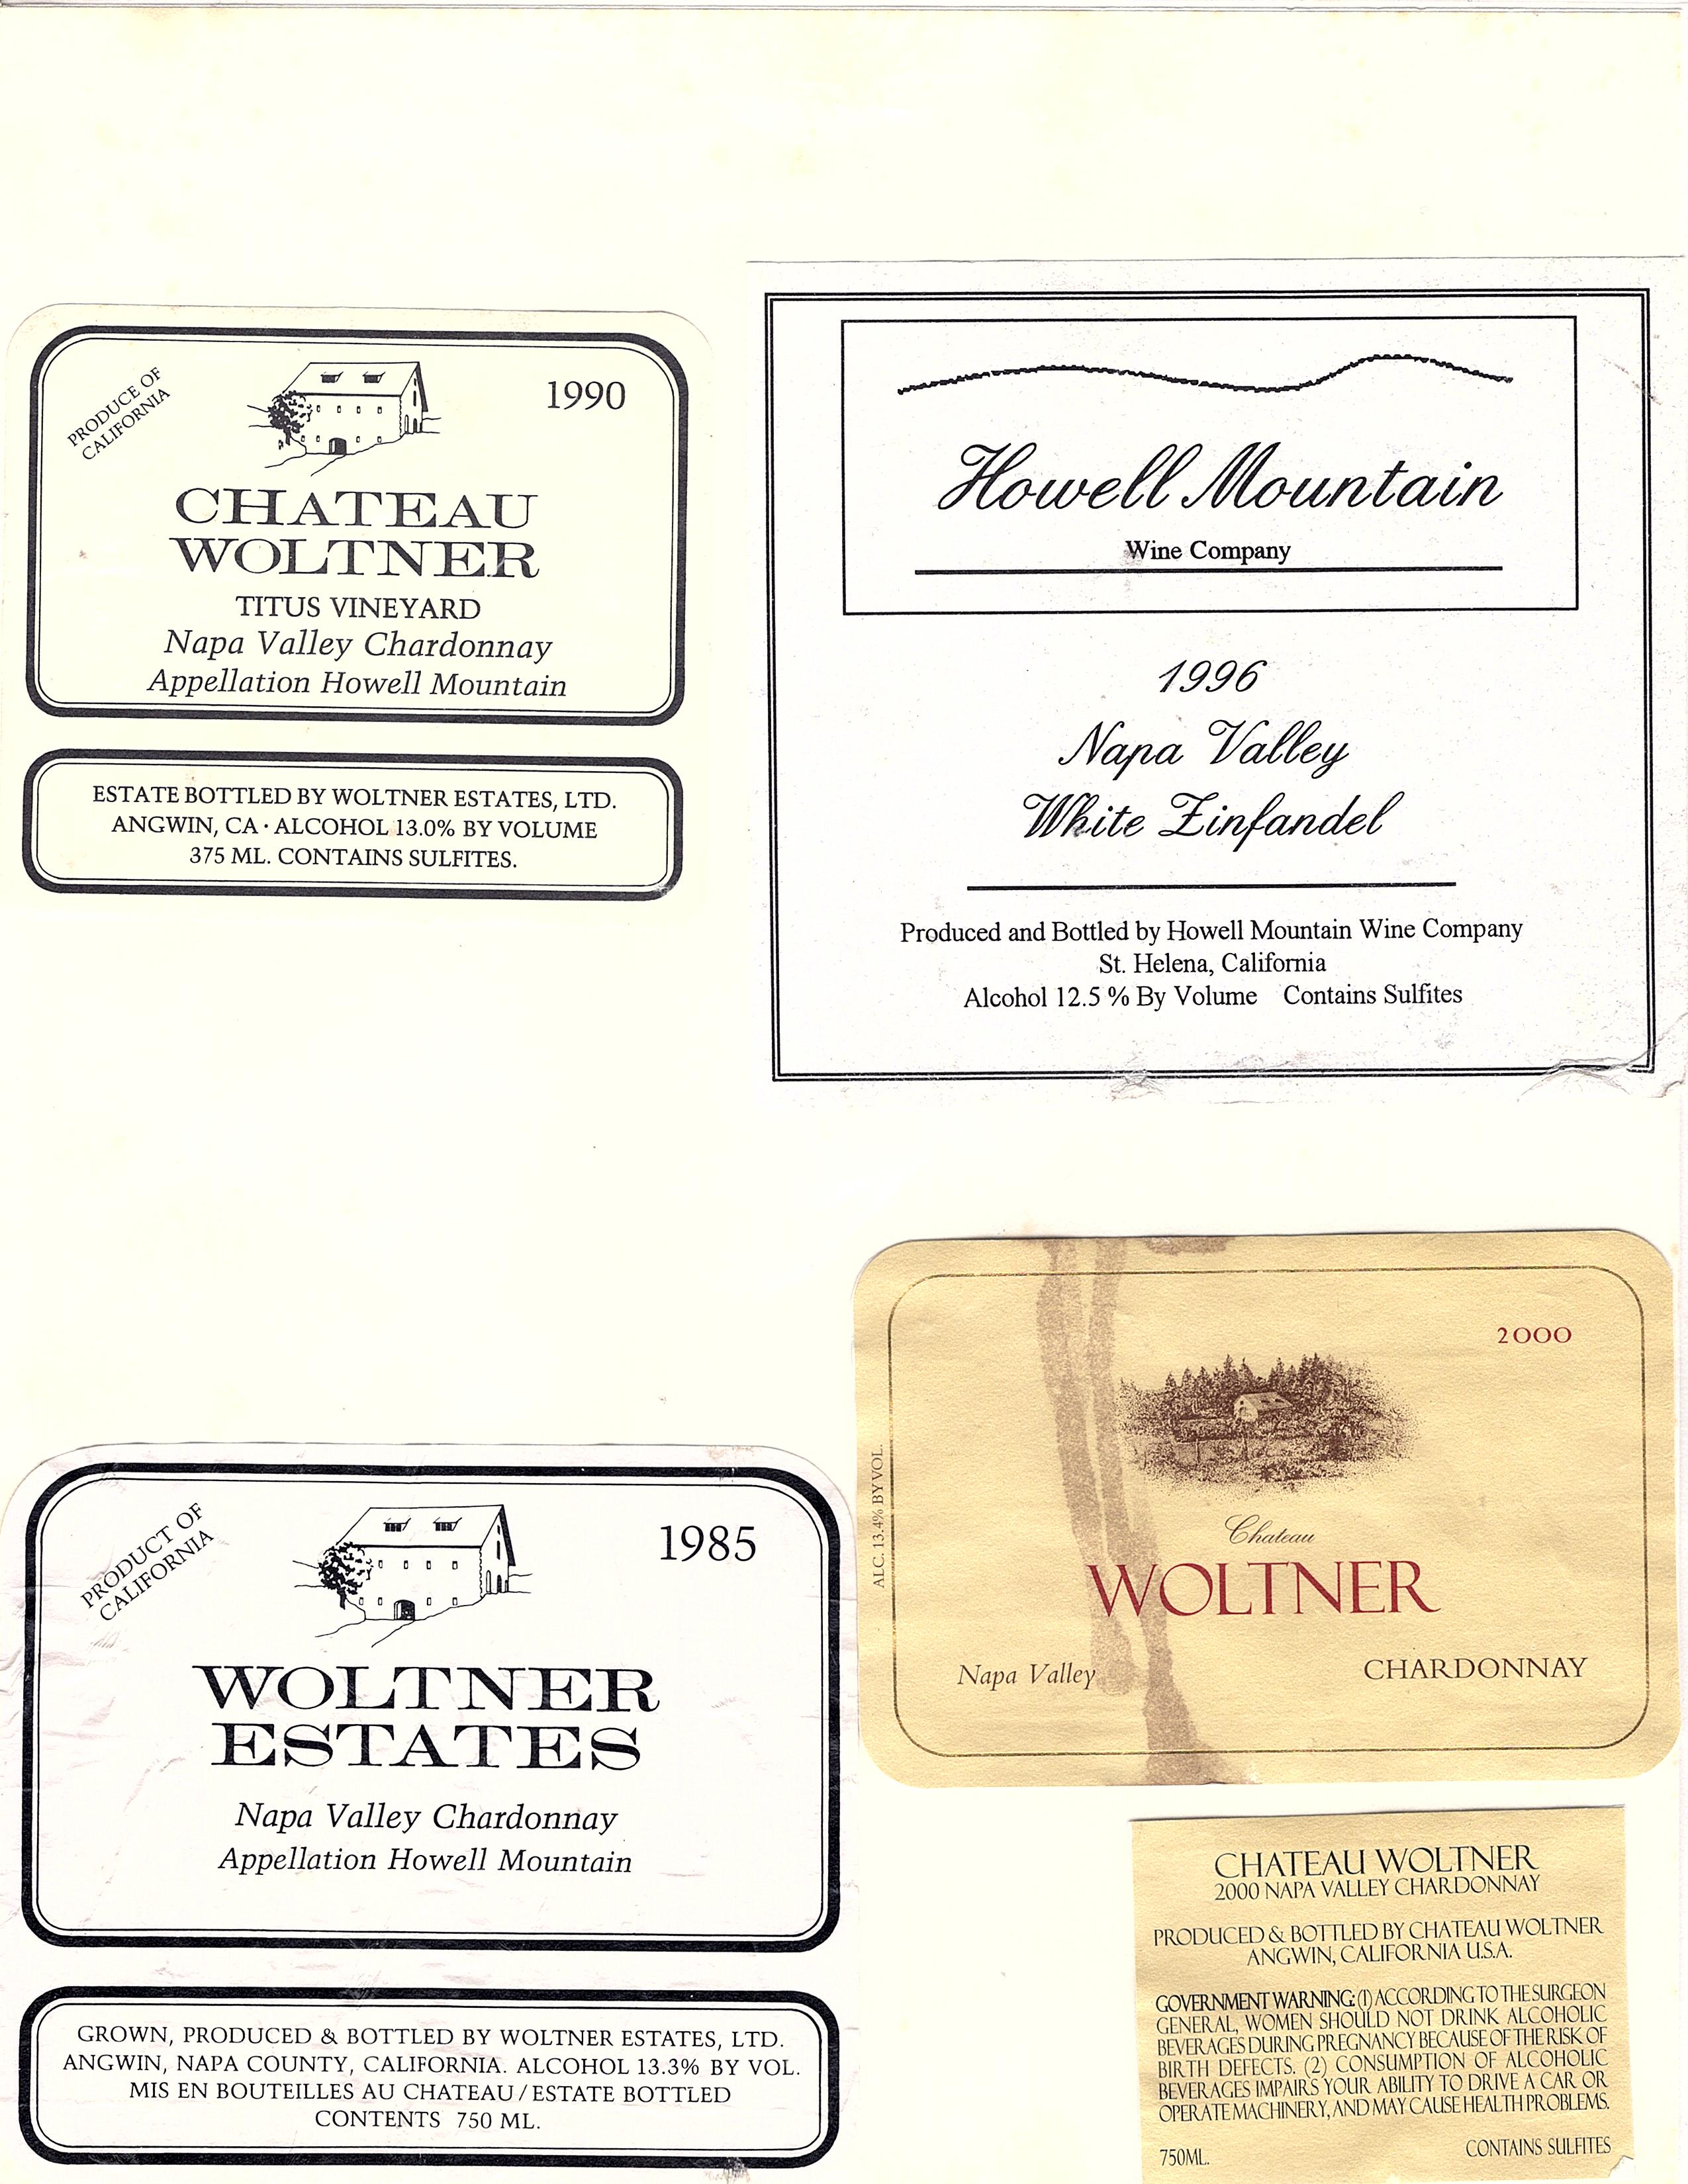 PRODUCE OF
CALIFORNIA
1990
CHATEAU
WOLTNER
TITUS VINEYARD
Napa Valley Chardonnay
Appellation Howell Mountain
ESTATE BOTTLED BY WOLTNER ESTATES, LTD.
ANGWIN, CA · ALCOHOL 13.0% BY VOLUME
375 ML. CONTAINS SULFITES.
Howell Mountain
Wine Company
1996
Napa Valley
White Zinfandel
Produced and Bottled by Howell Mountain Wine Company
St. Helena, California
Alcohol 12.5 % By Volume Contains Sulfites
PRODUCT OF
CALIFORNIA
1985
WOLTNER
ESTATES
Napa Valley Chardonnay
Appellation Howell Mountain
GROWN, PRODUCED & BOTTLED BY WOLTNER ESTATES, LTD.
ANGWIN, NAPA COUNTY, CALIFORNIA. ALCOHOL 13.3% BY VOL.
MIS EN BOUTEILLES AU CHATEAU/ESTATE BOTTLED
CONTENTS 750 ML.
ALC. 13.4% BY VOL.
2000
Chateau
WOLTNER
Napa Valley
CHARDONNAY
CHATEAU WOLTNER
2000 NAPA VALLEY CHARDONNAY
PRODUCED & BOTTLED BY CHATEAU WOLTNER
ANGWIN, CALIFORNIA U.S.A.
GOVERNMENT WARNING: (1) ACCORDING TO THE SURGEON
GENERAL, WOMEN SHOULD NOT DRINK ALCOHOLIC
BEVERAGES DURING PREGNANCY BECAUSE OF THE RISK OF
BIRTH DEFECTS. (2) CONSUMPTION OF ALCOHOLIC
BEVERAGES IMPAIRS YOUR ABILITY TO DRIVE A CAR OR
OPERATE MACHINERY, AND MAY CAUSE HEALTH PROBLEMS.
750ML.
CONTAINS SULFITES